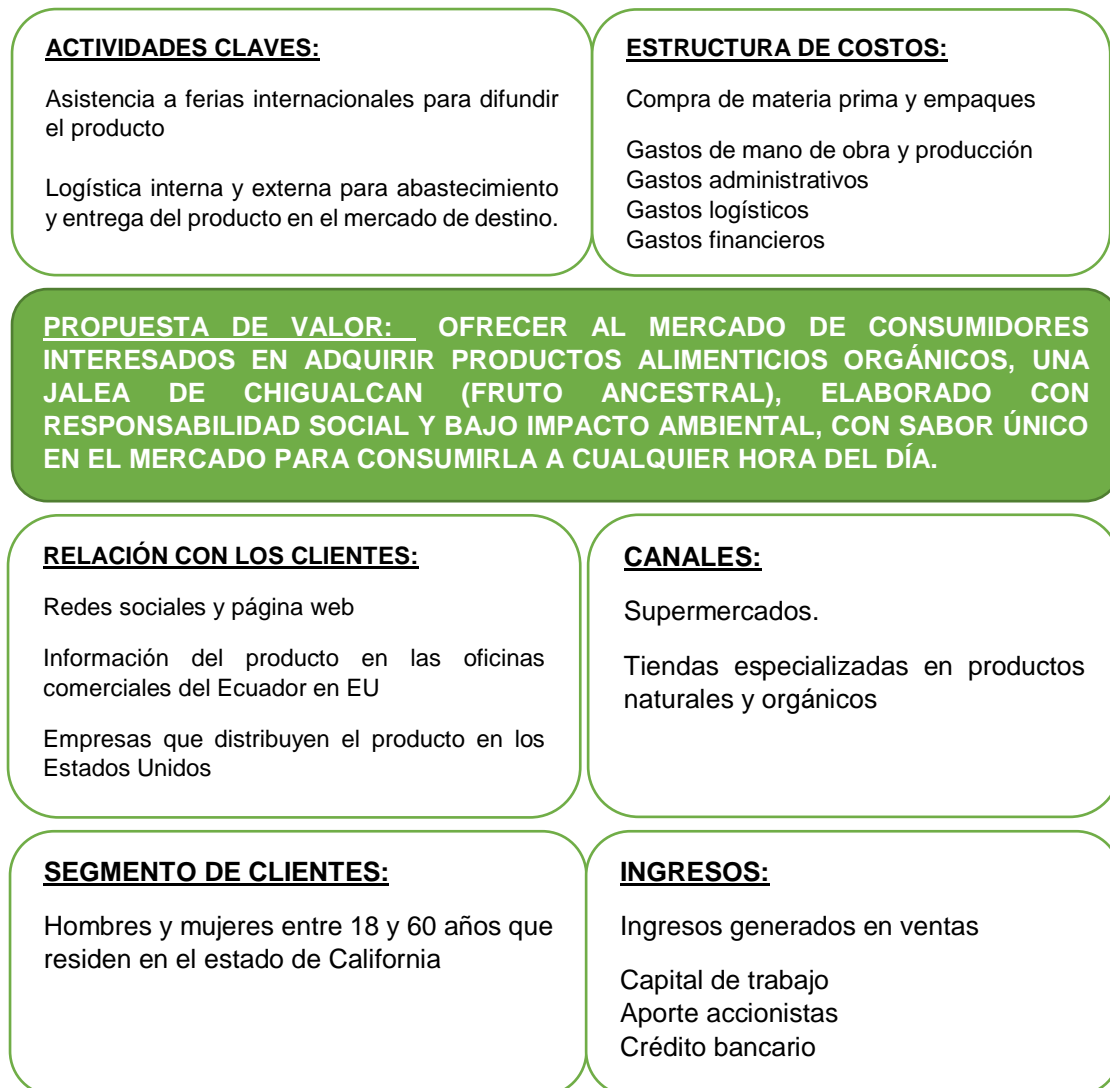 ACTIVIDADES CLAVES:
Asistencia a ferias internacionales para difundir
el producto
Logística interna y externa para abastecimiento
y entrega del producto en el mercado de destino.
ESTRUCTURA DE COSTOS:
Compra de materia prima y empaques
Gastos de mano de obra y producción
Gastos administrativos
Gastos logísticos
Gastos financieros
PROPUESTA DE VALOR: OFRECER AL MERCADO DE CONSUMIDORES
INTERESADOS EN ADQUIRIR PRODUCTOS ALIMENTICIOS ORGÁNICOS, UNA
JALEA DE CHIGUALCAN (FRUTO ANCESTRAL), ELABORADO CON
RESPONSABILIDAD SOCIAL Y BAJO IMPACTO AMBIENTAL, CON SABOR ÚNICO
EN EL MERCADO PARA CONSUMIRLA A CUALQUIER HORA DEL DÍA.
RELACIÓN CON LOS CLIENTES:
Redes sociales y página web
Información del producto en las oficinas
comerciales del Ecuador en EU
Empresas que distribuyen el producto en los
Estados Unidos
CANALES:
Supermercados.
Tiendas especializadas en productos
naturales y orgánicos
SEGMENTO DE CLIENTES:
Hombres y mujeres entre 18 y 60 años que
residen en el estado de California
INGRESOS:
Ingresos generados en ventas
Capital de trabajo
Aporte accionistas
Crédito bancario